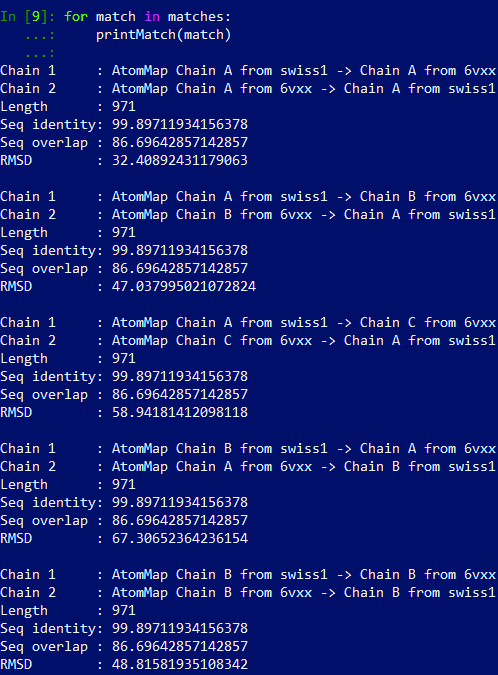 In [9]: for match in matches:
   ...:     printMatch(match)
   ...:
Chain 1     : AtomMap Chain A from swiss1 -> Chain A from 6vxx
Chain 2     : AtomMap Chain A from 6vxx -> Chain A from swiss1
Length      : 971
Seq identity: 99.89711934156378
Seq overlap : 86.69642857142857
RMSD        : 32.40892431179063
Chain 1     : AtomMap Chain A from swiss1 -> Chain B from 6vxx
Chain 2     : AtomMap Chain B from 6vxx -> Chain A from swiss1
Length      : 971
Seq identity: 99.89711934156378
Seq overlap : 86.69642857142857
RMSD        : 47.037995021072824
Chain 1     : AtomMap Chain A from swiss1 -> Chain C from 6vxx
Chain 2     : AtomMap Chain C from 6vxx -> Chain A from swiss1
Length      : 971
Seq identity: 99.89711934156378
Seq overlap : 86.69642857142857
RMSD        : 58.94181412098118
Chain 1     : AtomMap Chain B from swiss1 -> Chain A from 6vxx
Chain 2     : AtomMap Chain A from 6vxx -> Chain B from swiss1
Length      : 971
Seq identity: 99.89711934156378
Seq overlap : 86.69642857142857
RMSD        : 67.30652364236154
Chain 1     : AtomMap Chain B from swiss1 -> Chain B from 6vxx
Chain 2     : AtomMap Chain B from 6vxx -> Chain B from swiss1
Length      : 971
Seq identity: 99.89711934156378
Seq overlap : 86.69642857142857
RMSD        : 48.81581935108342